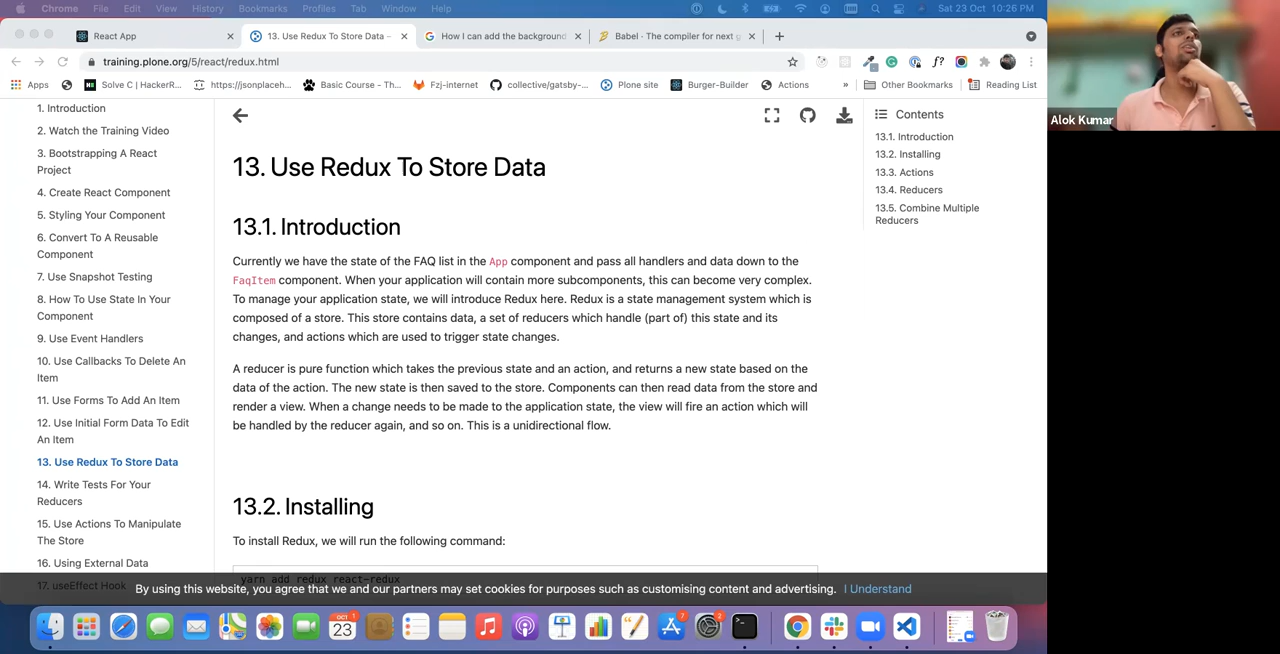 Chrome File Edit View History Bookmarks Profiles Tab Window Help Sat 23 Oct 10:26 PM
React App
13. Use Redux To Store Data –
How I can add the background
Babel · The compiler for next g
training.plone.org/5/react/redux.html
Apps
Solve C | HackerR...
https://jsonplaceh...
Basic Course - Th...
Fzj-internet
collective/gatsby-...
Plone site
Burger-Builder
Actions
»
Other Bookmarks
Reading List
1. Introduction
2. Watch the Training Video
3. Bootstrapping A React
Project
4. Create React Component
5. Styling Your Component
6. Convert To A Reusable
Component
7. Use Snapshot Testing
8. How To Use State In Your
Component
9. Use Event Handlers
10. Use Callbacks To Delete An
Item
11. Use Forms To Add An Item
12. Use Initial Form Data To Edit
An Item
13. Use Redux To Store Data
14. Write Tests For Your
Reducers
15. Use Actions To Manipulate
The Store
16. Using External Data
17. useEffect Hook
13. Use Redux To Store Data
13.1. Introduction
Currently we have the state of the FAQ list in the App component and pass all handlers and data down to the
FaqItem component. When your application will contain more subcomponents, this can become very complex.
To manage your application state, we will introduce Redux here. Redux is a state management system which is
composed of a store. This store contains data, a set of reducers which handle (part of) this state and its
changes, and actions which are used to trigger state changes.
A reducer is pure function which takes the previous state and an action, and returns a new state based on the
data of the action. The new state is then saved to the store. Components can then read data from the store and
render a view. When a change needs to be made to the application state, the view will fire an action which will
be handled by the reducer again, and so on. This is a unidirectional flow.
13.2. Installing
To install Redux, we will run the following command:
yarn add redux react-redux
Contents
13.1. Introduction
13.2. Installing
13.3. Actions
13.4. Reducers
13.5. Combine Multiple
Reducers
By using this website, you agree that we and our partners may set cookies for purposes such as customising content and advertising. I Understand
OCT
23
1
7
2
Alok Kumar